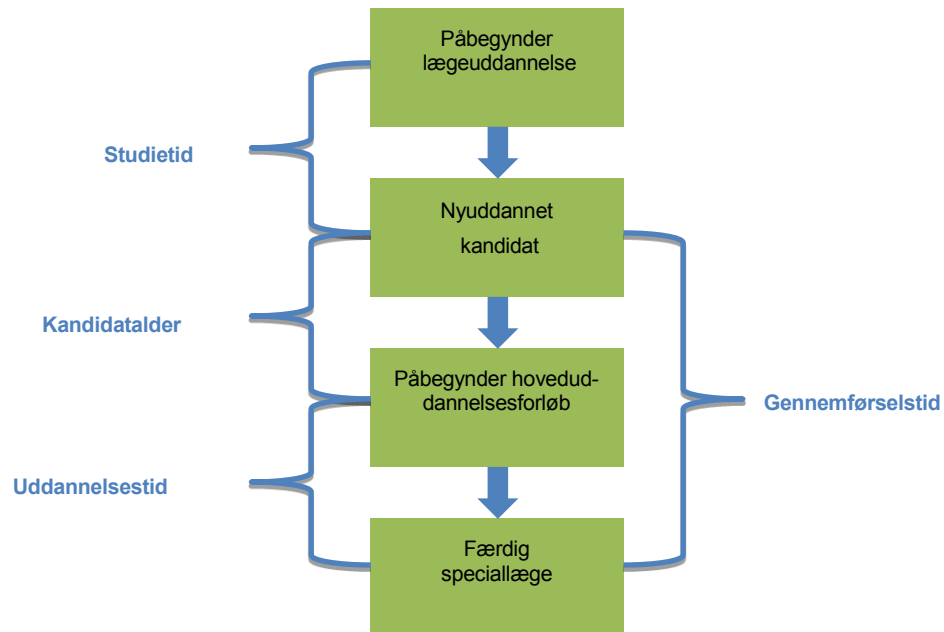 Påbegynder
lægeuddannelse
Studietid
Nyuddannet
kandidat
Kandidatalder
Påbegynder hovedud-
dannelsesforløb
Gennemførselstid
Uddannelsestid
Færdig
speciallæge